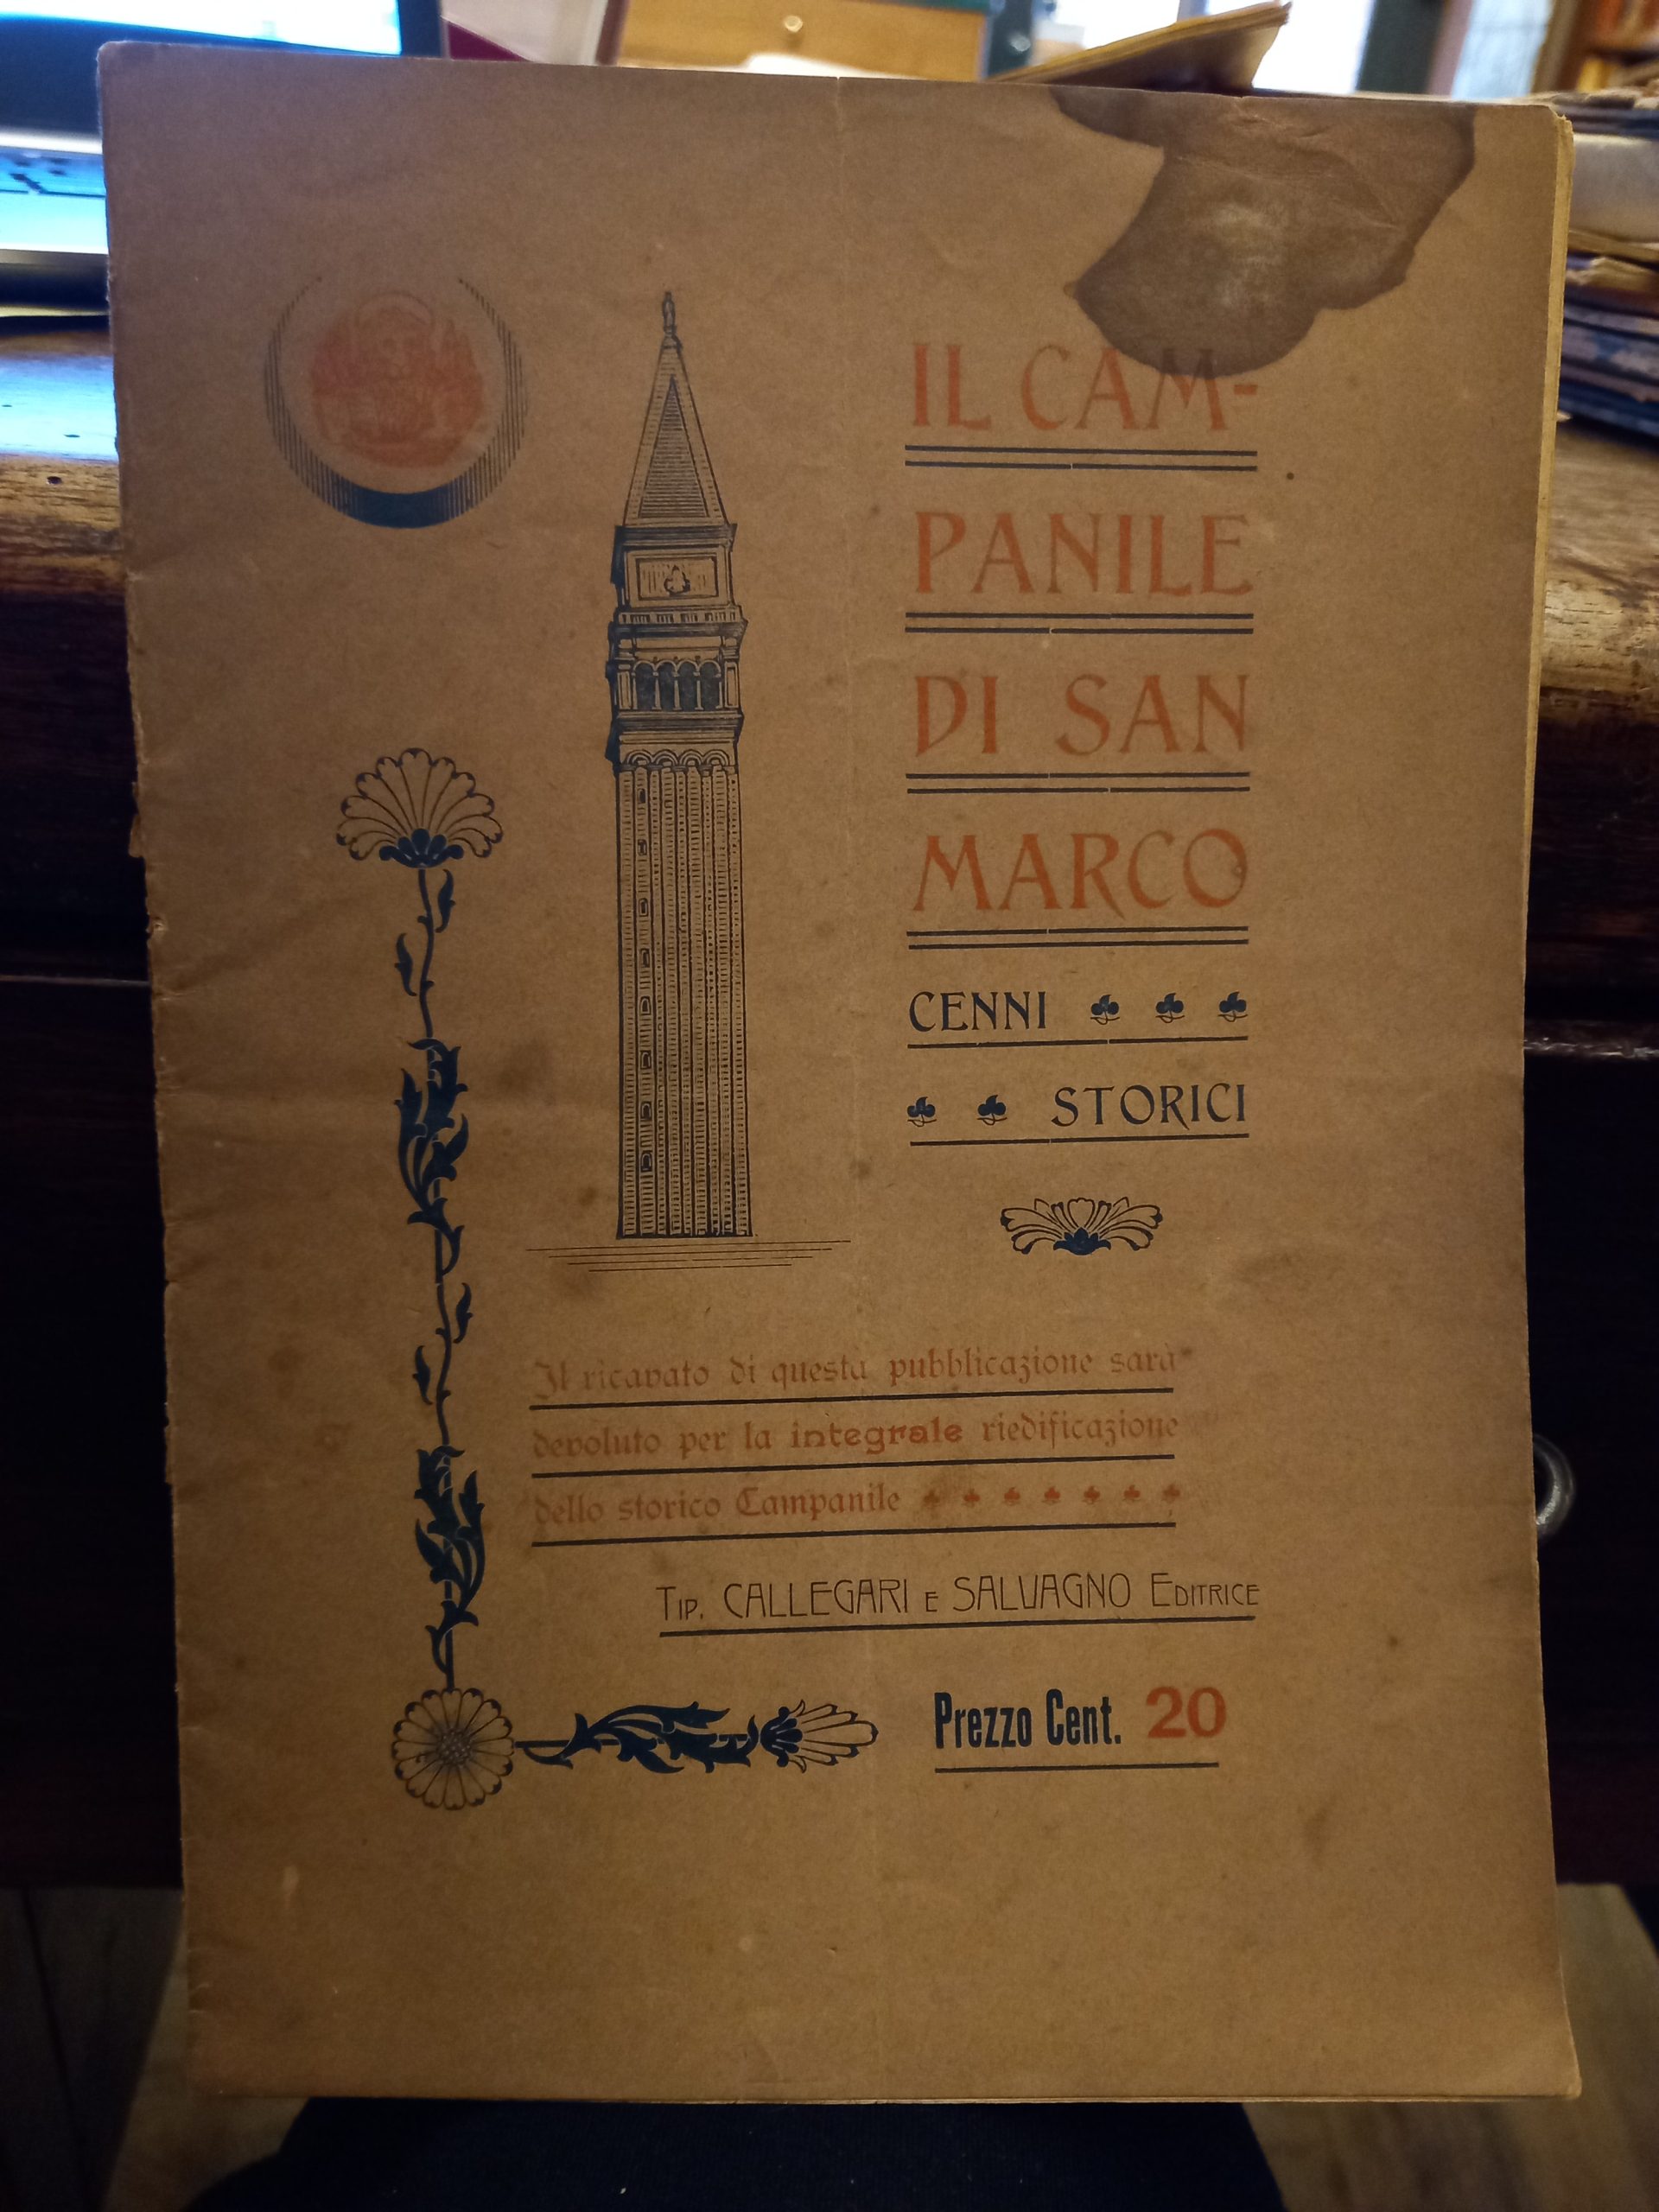 IL CAM-
PANILE
DI SAN
MARCO
CENNI
STORICI
Il ricavato di questa pubblicazione sarà
devoluto per la integrale riedificazione
dello storico Campanile
Tip. CALLEGARI e SALVAGNO Editrice
Prezzo Cent. 20